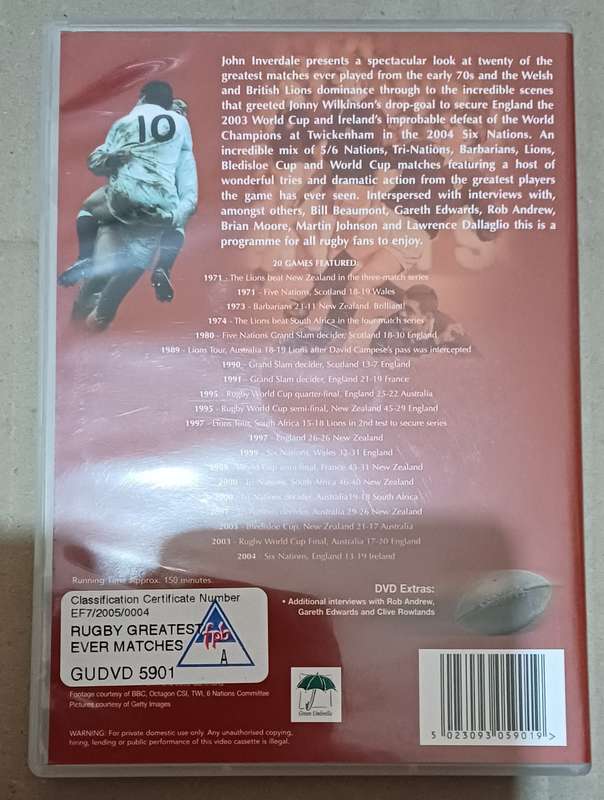 John Inverdale presents a spectacular look at twenty of the
greatest matches ever played from the early 70s and the Welsh
and British Lions dominance through to the incredible scenes
that greeted Jonny Wilkinson's drop-goal to secure England the
2003 World Cup and Ireland's improbable defeat of the World
Champions at Twickenham in the 2004 Six Nations. An
incredible mix of 5/6 Nations, Tri-Nations, Barbarians, Lions,
Bledisloe Cup and World Cup matches featuring a host of
wonderful tries and dramatic action from the greatest players
the game has ever seen. Interspersed with interviews with,
amongst others, Bill Beaumont, Gareth Edwards, Rob Andrew,
Brian Moore, Martin Johnson and Lawrence Dallaglio this is a
programme for all rugby fans to enjoy.
10
20 GAMES FEATURED:
1971 - The Lions beat New Zealand in the three-match series
1971 - Five Nations, Scotland 18-19 Wales
1973 - Barbarians 23-11 New Zealand. Brilliant!
1974 - The Lions beat South Africa in the four-match series
1980 - Five Nations Grand Slam decider, Scotland 18-30 England
1989 - Lions Tour, Australia 18-19 Lions after David Campese's pass was intercepted
1990 - Grand Slam decider, Scotland 13-7 England
1991 - Grand Slam decider, England 21-19 France
1995 - Rugby World Cup quarter-final, England 25-22 Australia
1995 - Rugby World Cup semi-final, New Zealand 45-29 England
1997 - Lions Tour, South Africa 15-18 Lions in 2nd test to secure series
1997 - England 26-26 New Zealand
1999 - Six Nations, Wales 32-31 England
1999 - World Cup semi-final, France 43-31 New Zealand
2000 - Tri Nations, South Africa 46-40 New Zealand
2000 - Tri Nations decider, Australia 19-18 South Africa
Nations decider, Australia 29-26 New Zealand
2003 - Bledisloe Cup, New Zealand 21-17 Australia
2003 - Rugby World Cup Final, Australia 17-20 England
2004 - Six Nations, England 13-19 Ireland
Running Time Approx: 150 minutes
DVD Extras:
• Additional interviews with Rob Andrew,
Gareth Edwards and Clive Rowlands
Classification Certificate Number
EF7/2005/0004
RUGBY GREATEST
EVER MATCHES
GUDVD 5901
fpb
A
Footage courtesy of BBC, Octagon CSI, TWI, 6 Nations Committee
Pictures courtesy of Getty Images
Green Umbrella
WARNING: For private domestic use only. Any unauthorised copying,
hiring, lending or public performance of this video cassette is illegal.
5 023093 059019 >